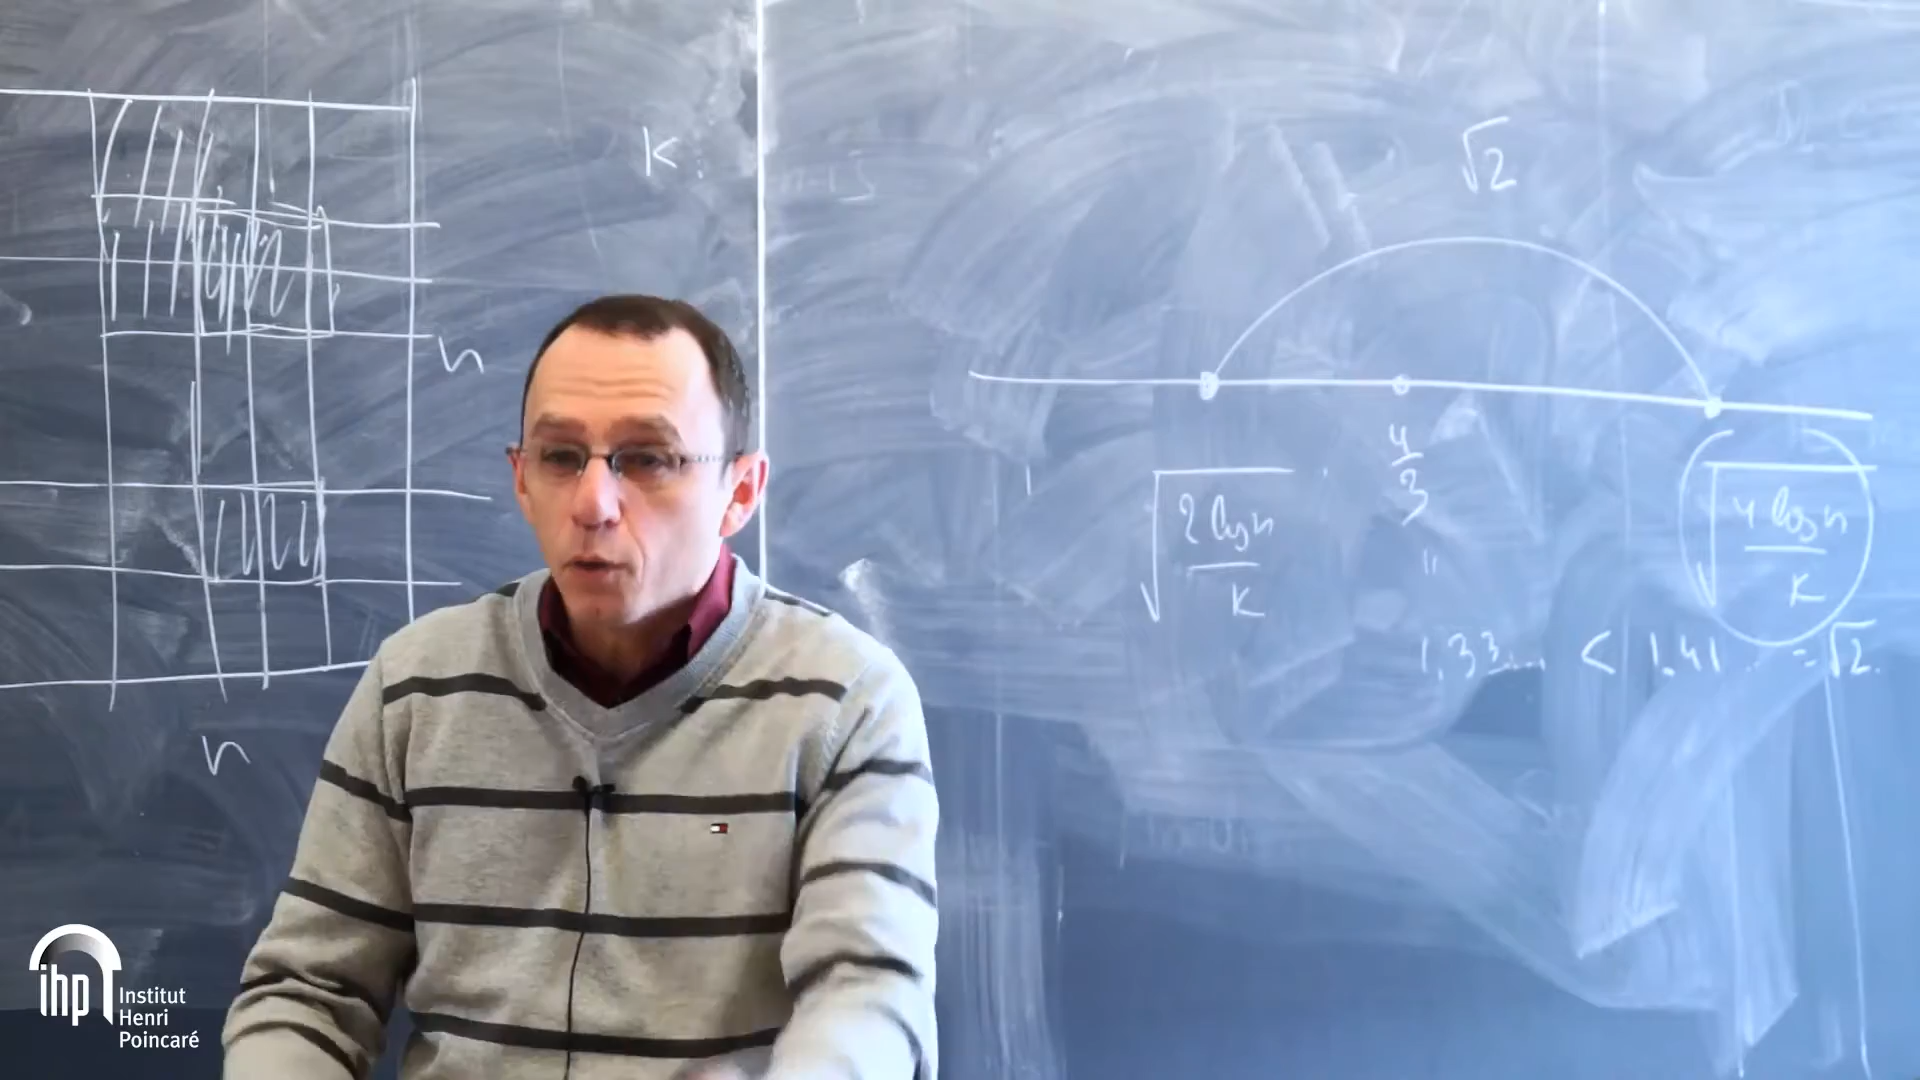 k
n
n
√2
√(2 log n / k)
4/3
"
√(4 log n / k)
1,33... < 1.41... = √2.
ihp Institut
Henri
Poincaré